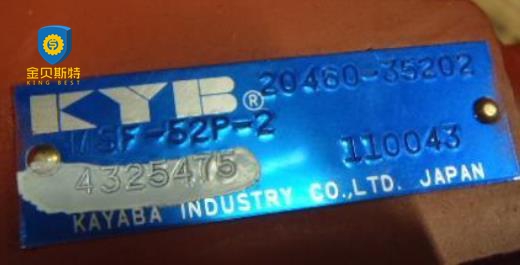 金贝斯特
KING BEST
KYB® 20460-35202
MSF-52P-2
4325475 110043
KAYABA INDUSTRY CO.,LTD. JAPAN